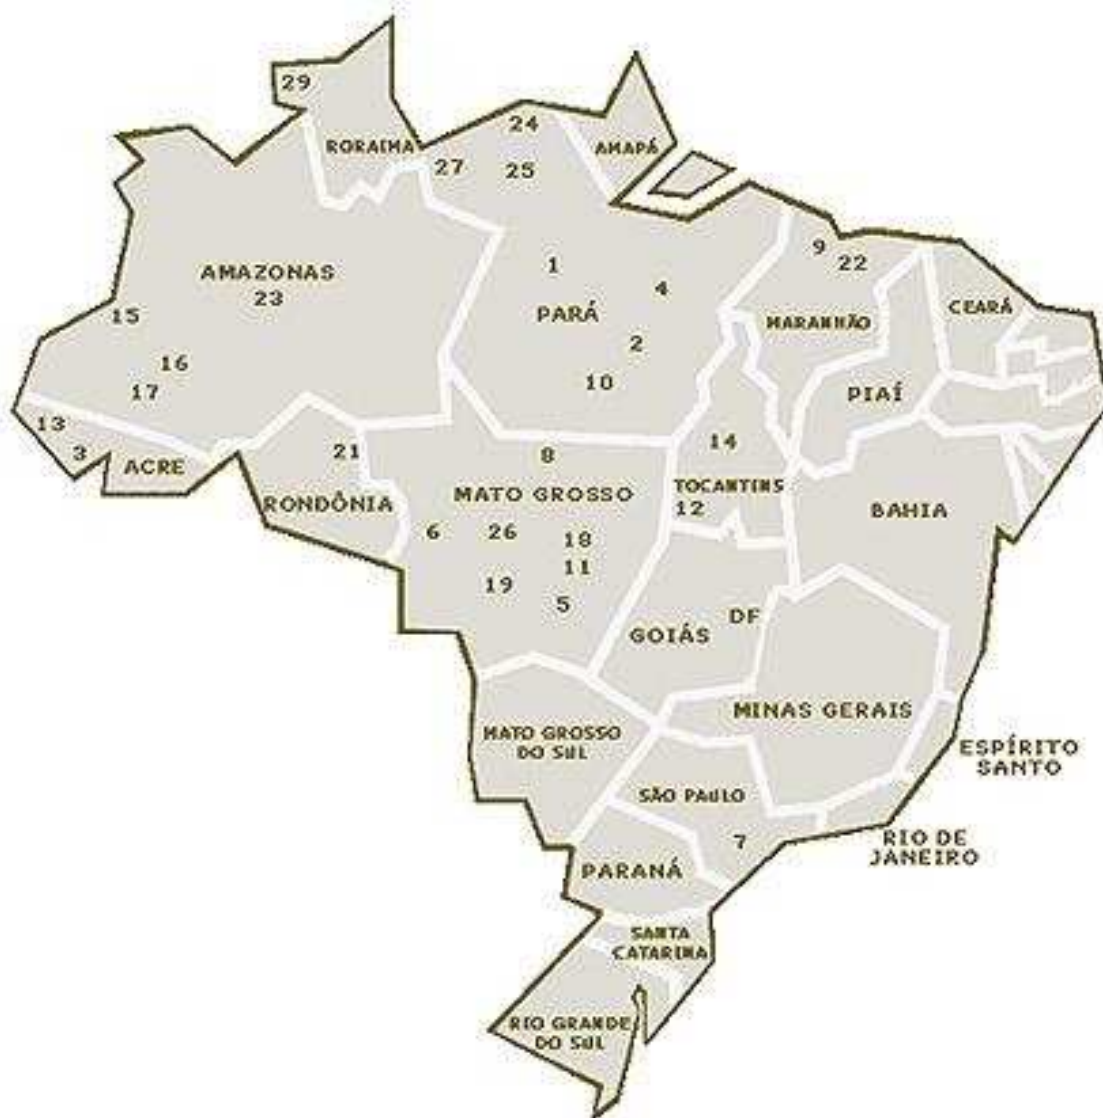 29
24
RORAIMA
AMAPÁ
27
25
9
22
1
AMAZONAS
23
4
CEARÁ
PARÁ
15
MARANHÃO
2
16
10
17
PIAÍ
13
14
3
21
8
ACRE
TOCANTINS
MATO GROSSO
RONDÔNIA
12
BAHIA
6
26
18
11
19
5
DF
GOIÁS
MINAS GERAIS
MATO GROSSO
DO SUL
ESPÍRITO
SANTO
SÃO PAULO
7
RIO DE
JANEIRO
PARANÁ
SANTA
CATARINA
RIO GRANDE
DO SUL